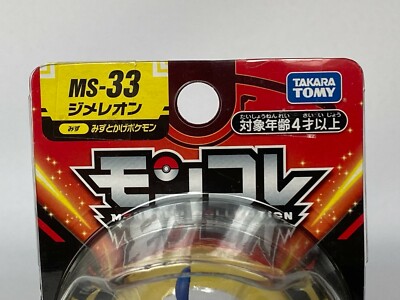 MS-33
ジメレオン
みず みずとかげポケモン
TAKARA
TOMY
たいしょうねんれい さいいじょう
対象年齢4才以上
モンコレ
MONSTER COLLECTION